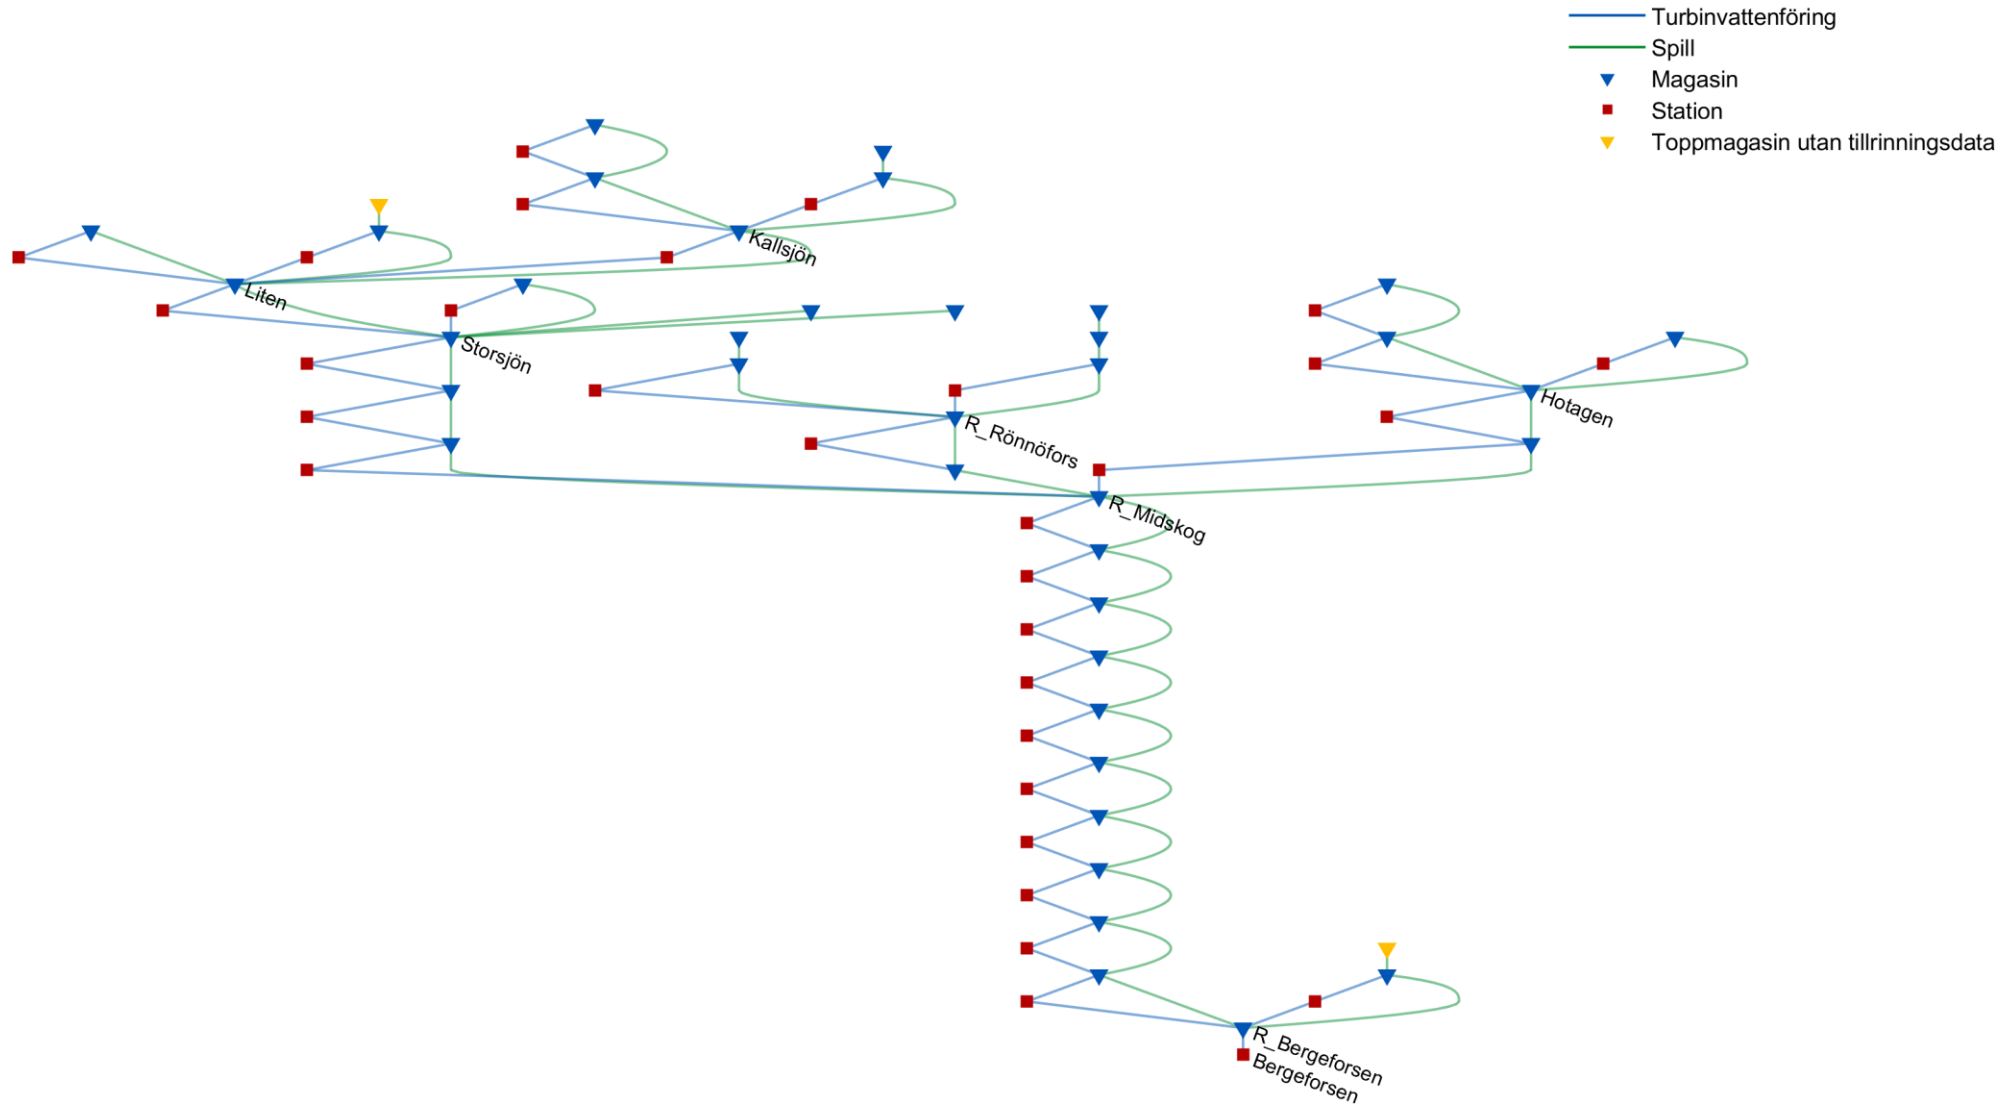 Turbinvattenföring
Spill
Magasin
Station
Toppmagasin utan tillrinningsdata
Kallsjön
Liten
Storsjön
Hotagen
R_Rönnöfors
R_Midskog
R_Bergeforsen
Bergeforsen